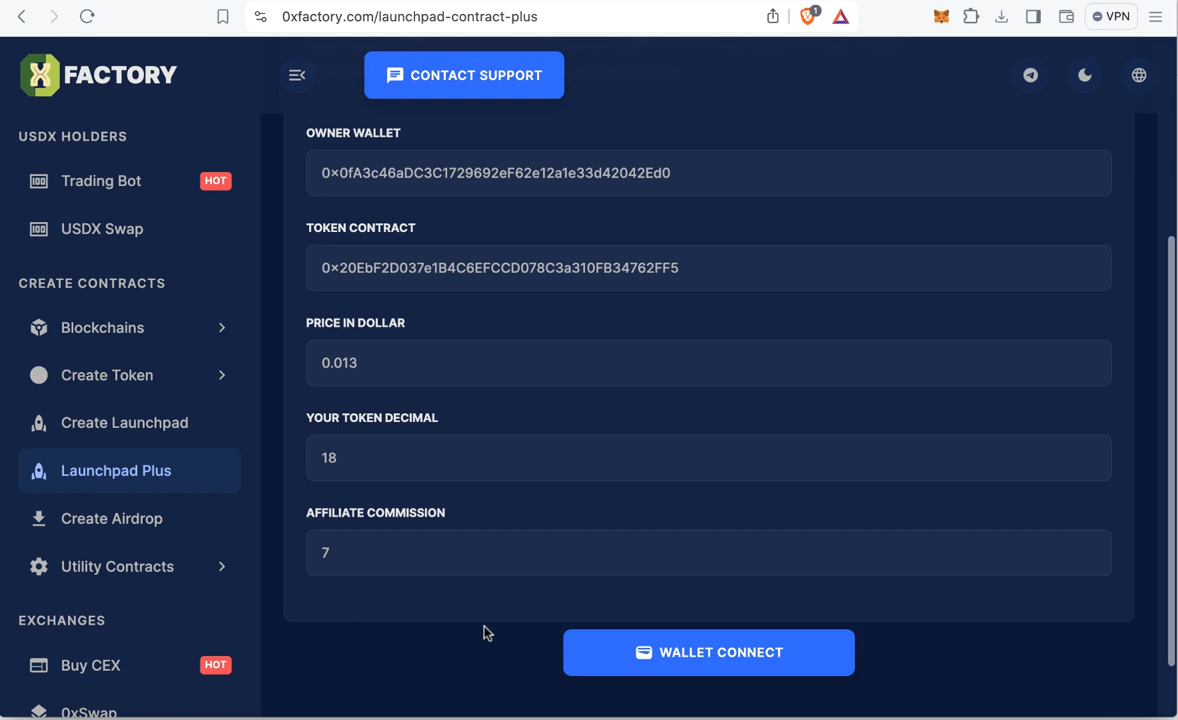 0xfactory.com/launchpad-contract-plus
1
VPN
FACTORY
CONTACT SUPPORT
USDX HOLDERS
Trading Bot
HOT
USDX Swap
CREATE CONTRACTS
Blockchains
Create Token
Create Launchpad
Launchpad Plus
Create Airdrop
Utility Contracts
EXCHANGES
Buy CEX
HOT
0xSwap
OWNER WALLET
0x0fA3c46aDC3C1729692eF62e12a1e33d42042Ed0
TOKEN CONTRACT
0x20EbF2D037e1B4C6EFCCD078C3a310FB34762FF5
PRICE IN DOLLAR
0.013
YOUR TOKEN DECIMAL
18
AFFILIATE COMMISSION
7
WALLET CONNECT